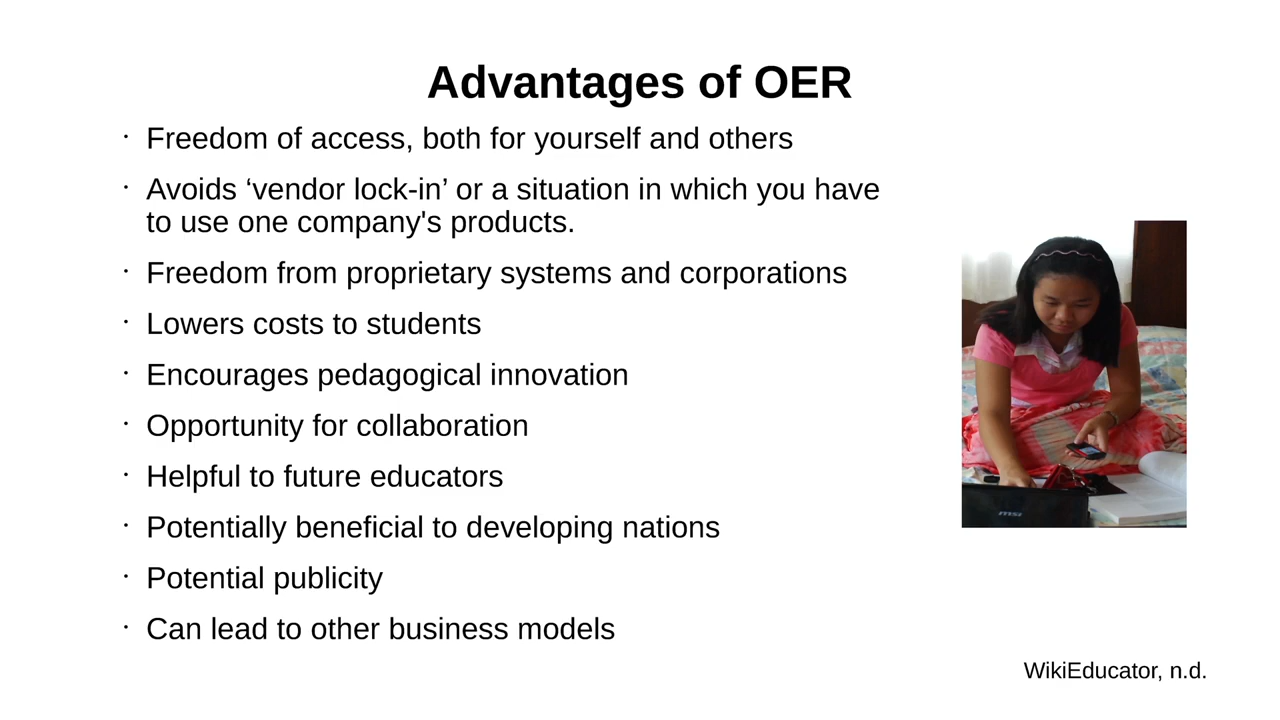 Advantages of OER
· Freedom of access, both for yourself and others
· Avoids ‘vendor lock-in’ or a situation in which you have
to use one company's products.
· Freedom from proprietary systems and corporations
· Lowers costs to students
· Encourages pedagogical innovation
· Opportunity for collaboration
· Helpful to future educators
· Potentially beneficial to developing nations
· Potential publicity
· Can lead to other business models
msi
WikiEducator, n.d.